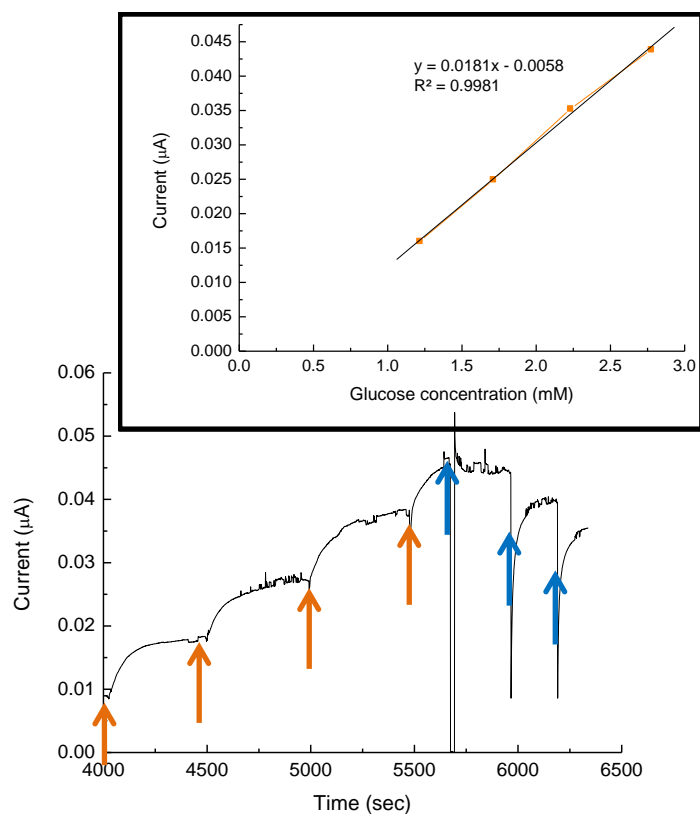 0.045
0.040
0.035
0.030
0.025
0.020
0.015
0.010
0.005
0.000
Current (μA)
y = 0.0181x - 0.0058
R² = 0.9981
0.0 0.5 1.0 1.5 2.0 2.5 3.0
Glucose concentration (mM)
0.06
0.05
0.04
0.03
0.02
0.01
0.00
Current (μA)
4000 4500 5000 5500 6000 6500
Time (sec)